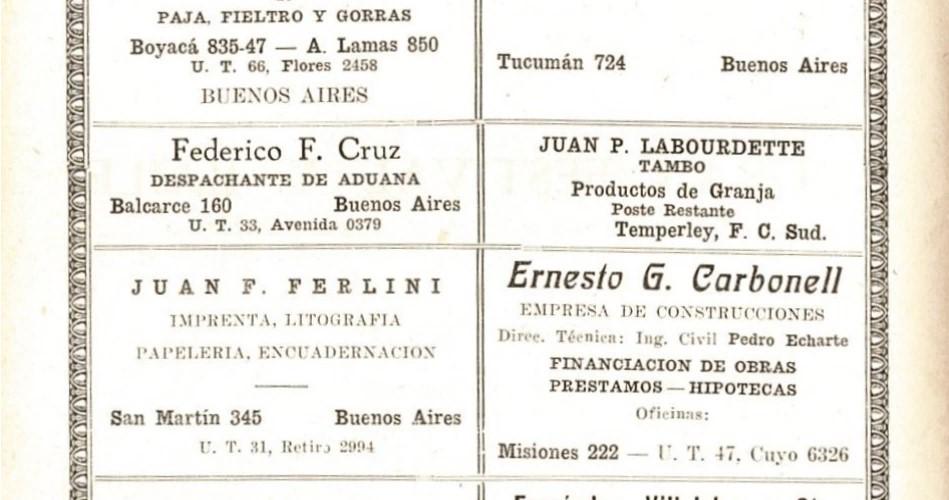 PAJA, FIELTRO Y GORRAS
Boyacá 835-47 — A. Lamas 850
U. T. 66, Flores 2458
BUENOS AIRES
Tucumán 724 Buenos Aires
Federico F. Cruz
DESPACHANTE DE ADUANA
Balcarce 160 Buenos Aires
U. T. 33, Avenida 0379
JUAN P. LABOURDETTE
TAMBO
Productos de Granja
Poste Restante
Temperley, F. C. Sud.
JUAN F. FERLINI
IMPRENTA, LITOGRAFIA
PAPELERIA, ENCUADERNACION
San Martín 345 Buenos Aires
U. T. 31, Retiro 2994
Ernesto G. Carbonell
EMPRESA DE CONSTRUCCIONES
Direc. Técnica: Ing. Civil Pedro Echarte
FINANCIACION DE OBRAS
PRESTAMOS — HIPOTECAS
Oficinas:
Misiones 222 — U. T. 47, Cuyo 6326